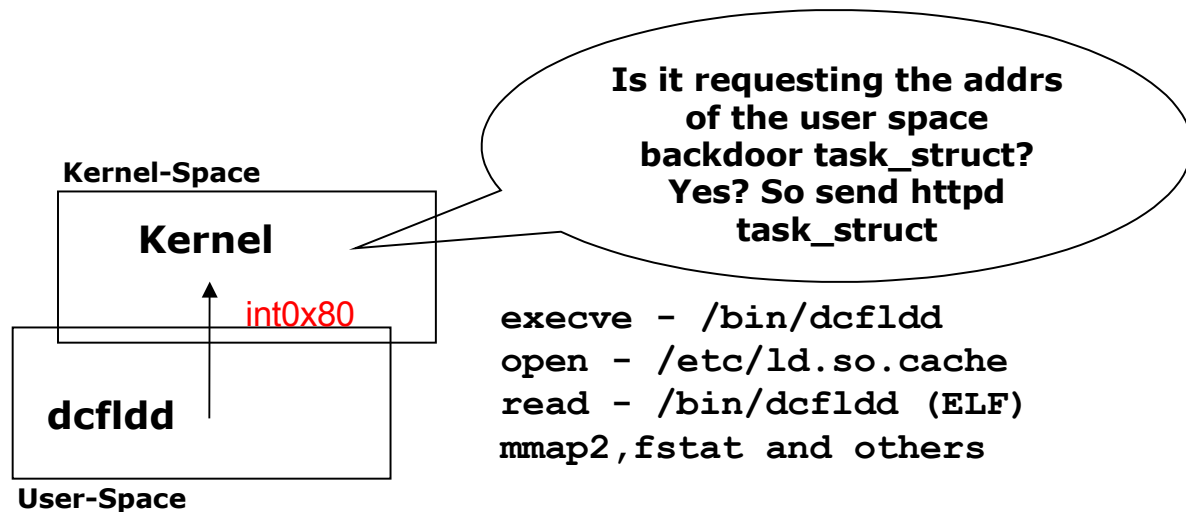 Is it requesting the addrs
of the user space
backdoor task_struct?
Yes? So send httpd
task_struct
Kernel-Space
Kernel
int0x80
execve - /bin/dcfldd
open - /etc/ld.so.cache
read - /bin/dcfldd (ELF)
mmap2,fstat and others
dcfldd
User-Space